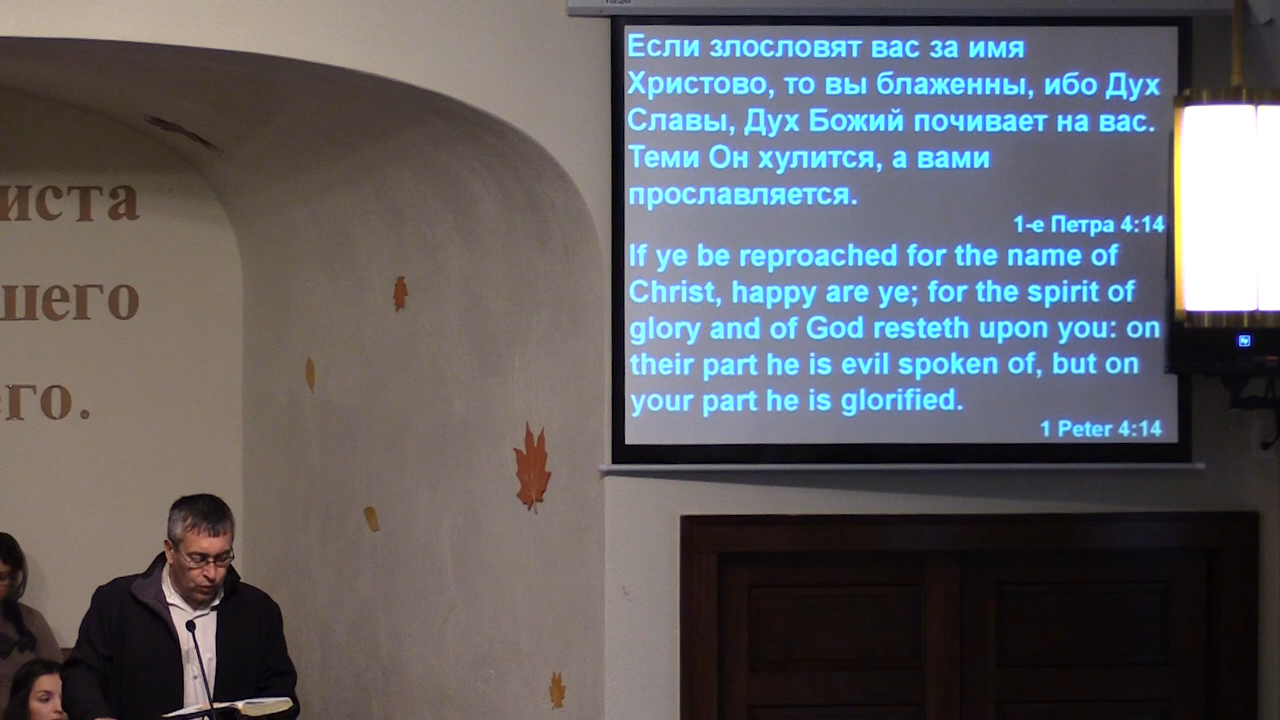 Если злословят вас за имя
Христово, то вы блаженны, ибо Дух
Славы, Дух Божий почивает на вас.
Теми Он хулится, а вами
прославляется.
1-е Петра 4:14
If ye be reproached for the name of
Christ, happy are ye; for the spirit of
glory and of God resteth upon you: on
their part he is evil spoken of, but on
your part he is glorified.
1 Peter 4:14
иста
шего
его.